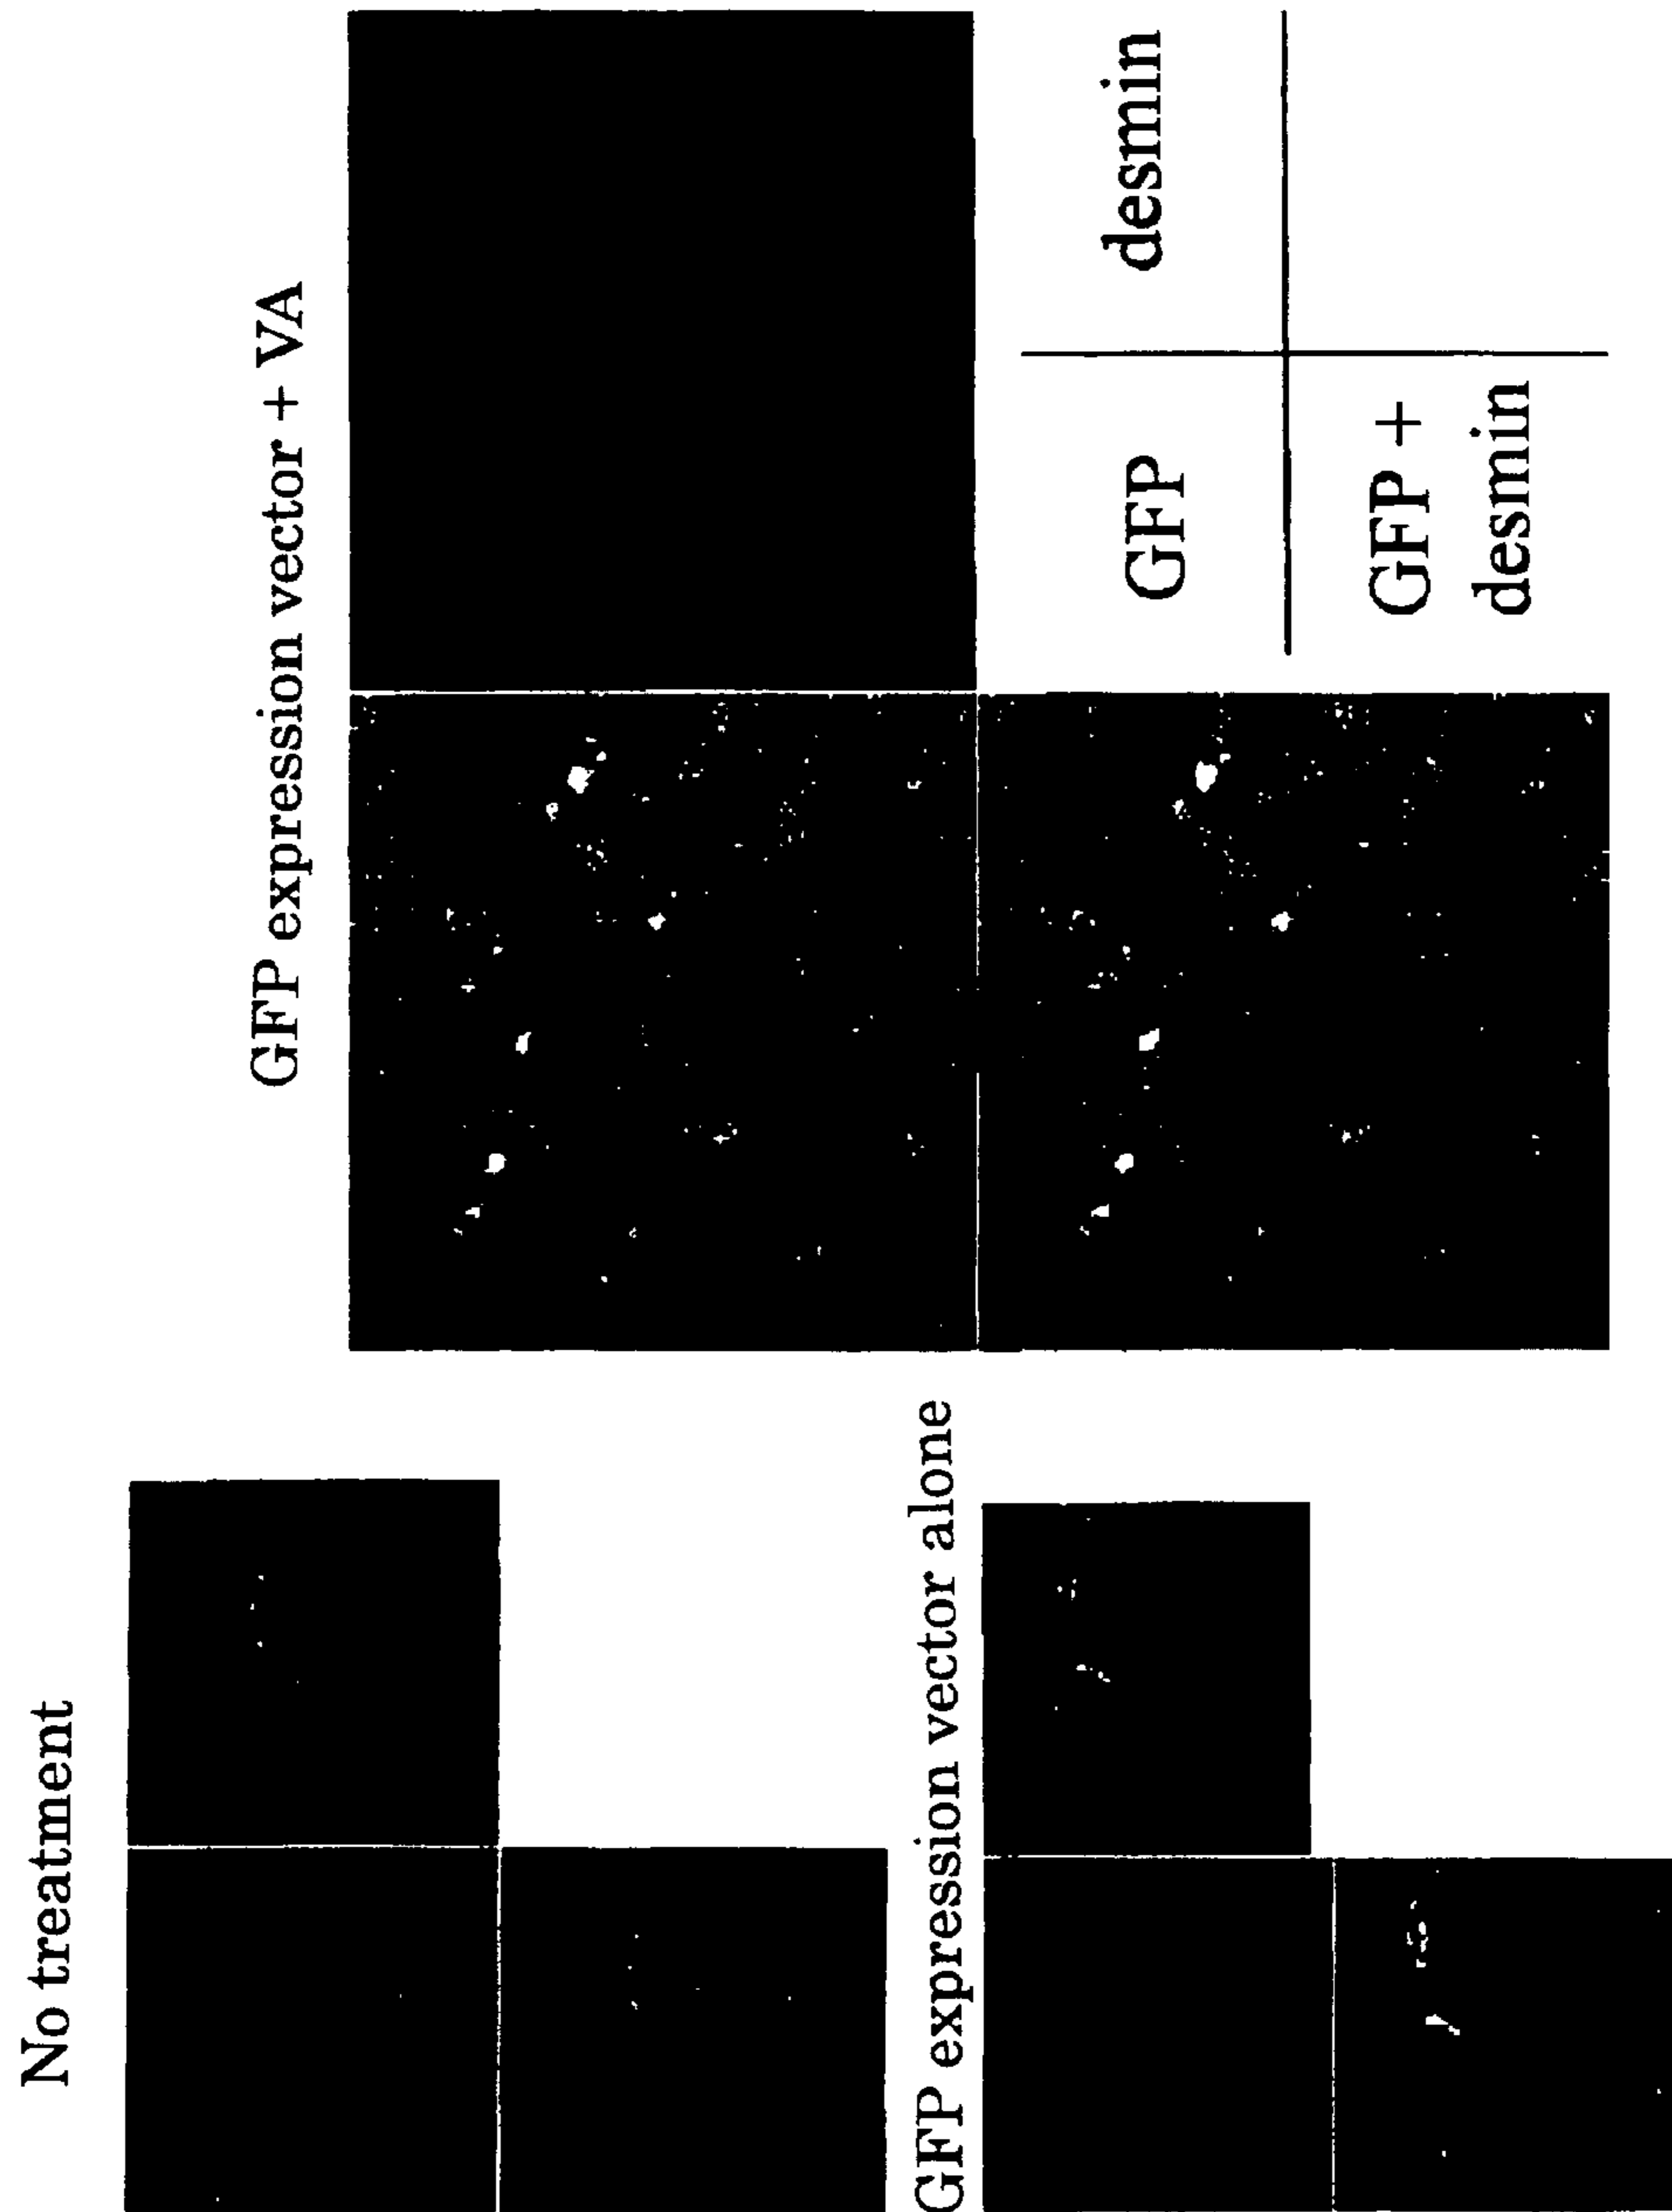 No treatment
GFP expression vector + VA
GFP expression vector alone
GFP
desmin
GFP +
desmin